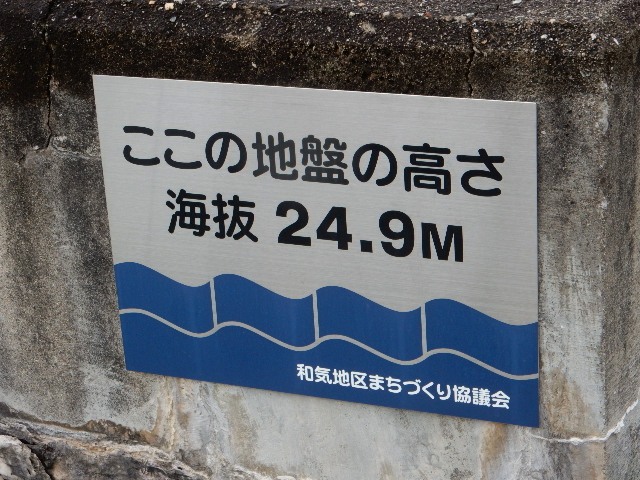 ここの地盤の高さ
海抜 24.9M
和気地区まちづくり協議会